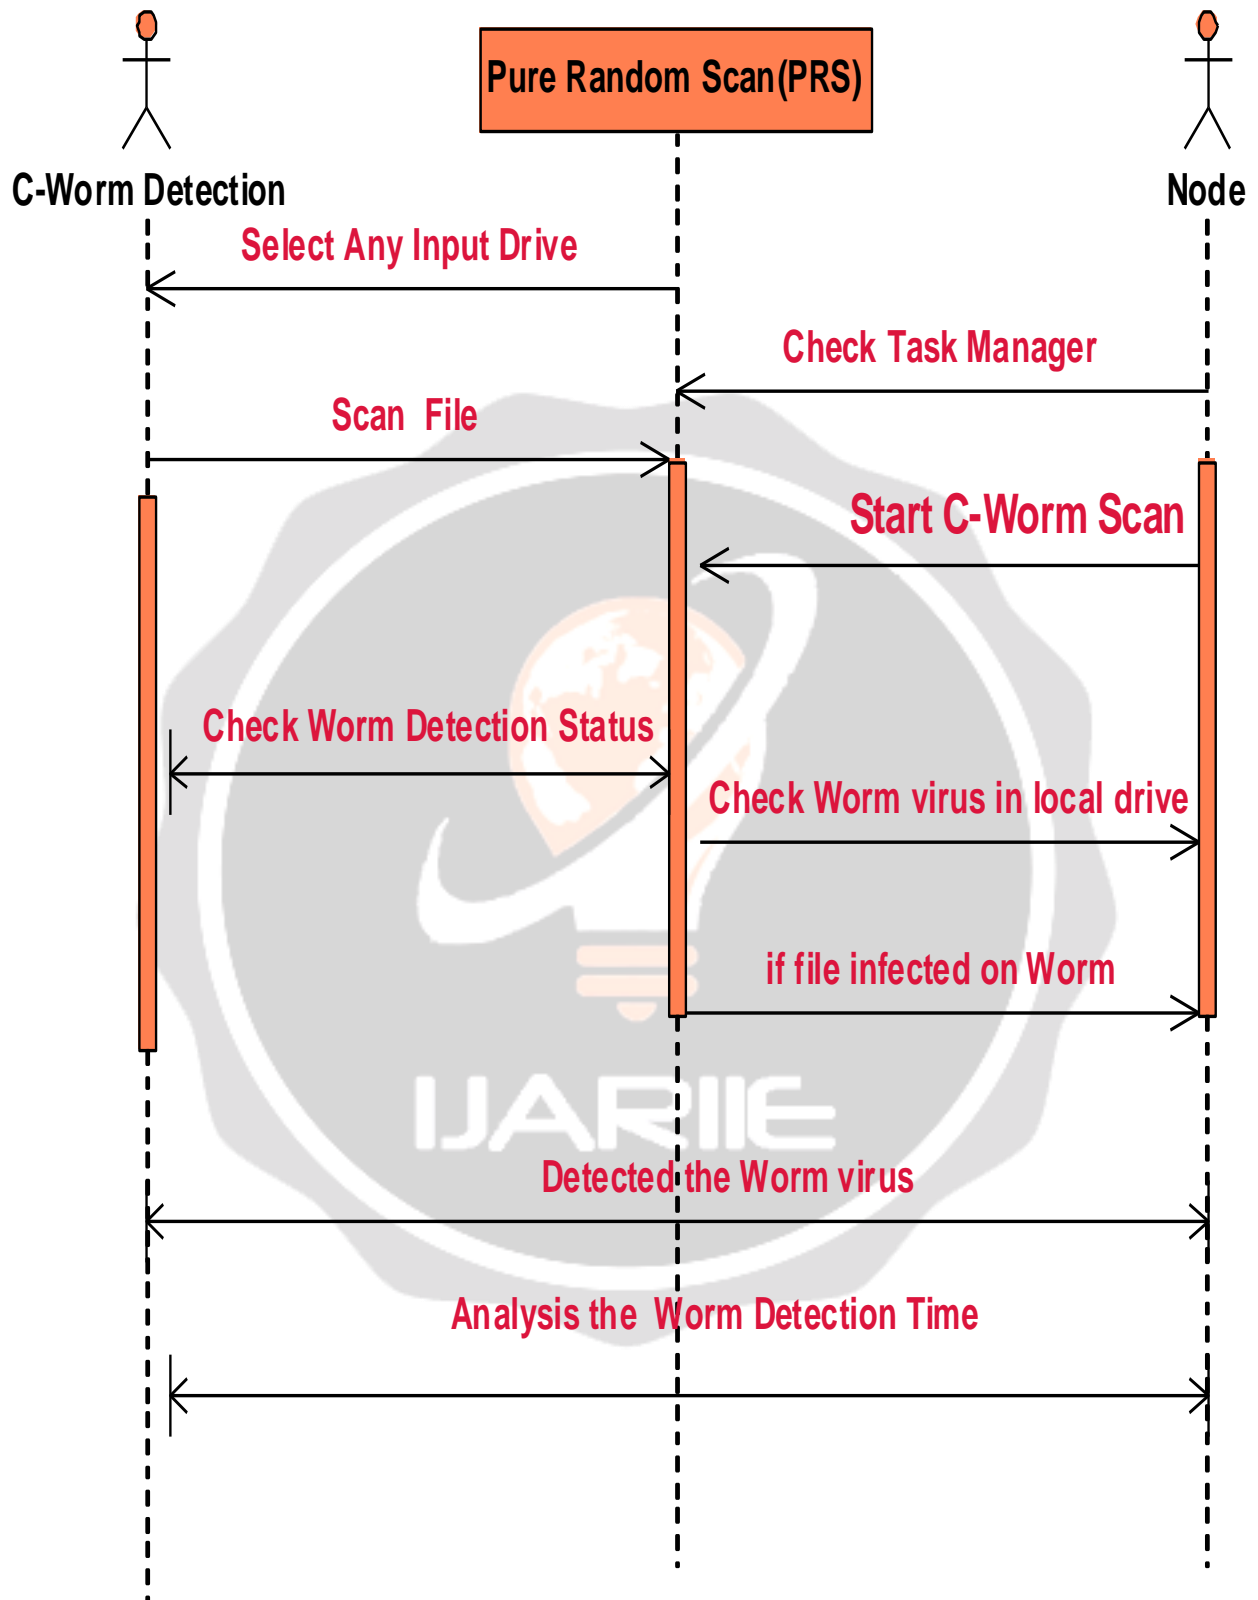 Pure Random Scan(PRS)
C-Worm Detection
Node
Select Any Input Drive
Check Task Manager
Scan File
Start C-Worm Scan
Check Worm Detection Status
Check Worm virus in local drive
if file infected on Worm
IJARIIE
Detected the Worm virus
Analysis the Worm Detection Time